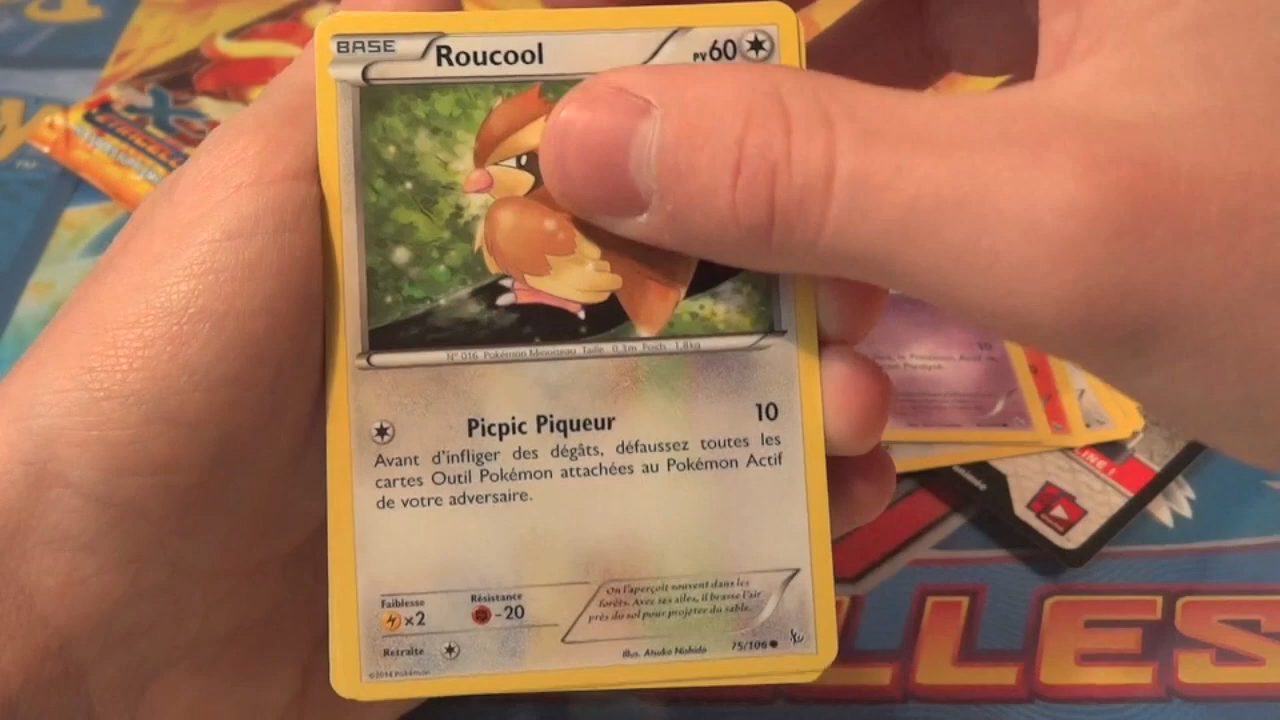 BASE Roucool PV60
N° 016 Pokémon Minoiseau Taille 0,3m Poids 1,8kg
Picpic Piqueur 10
Avant d'infliger des dégâts, défaussez toutes les
cartes Outil Pokémon attachées au Pokémon Actif
de votre adversaire.
Faiblesse Résistance
×2 -20
On l'aperçoit souvent dans les
forêts. Avec ses ailes, il brasse l'air
près du sol pour projeter du sable.
Retraite
Illus. Atsuko Nishida 75/106
©2014 Pokémon
10
LINE !
LLES